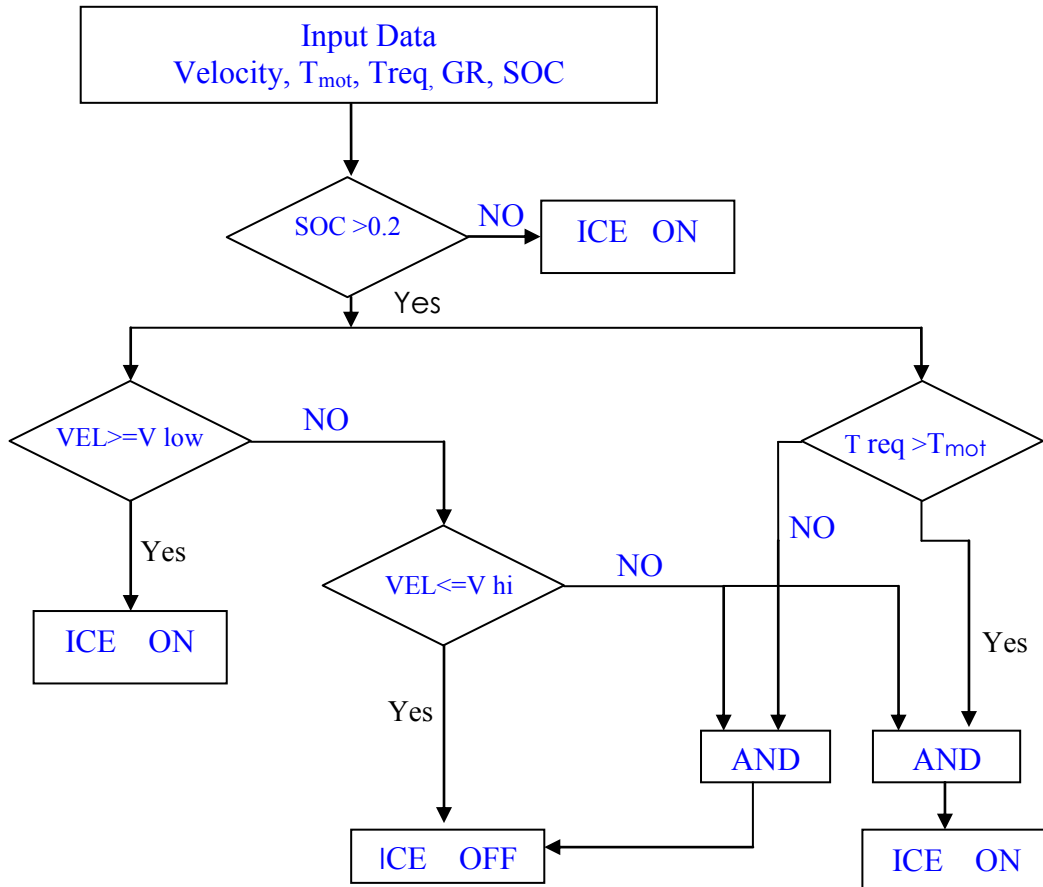 Input Data
Velocity, Tmot, Treq, GR, SOC
SOC >0.2
NO
ICE ON
Yes
VEL>=V low
NO
T req >Tmot
Yes
NO
VEL<=V hi
NO
ICE ON
Yes
Yes
AND
AND
ICE OFF
ICE ON